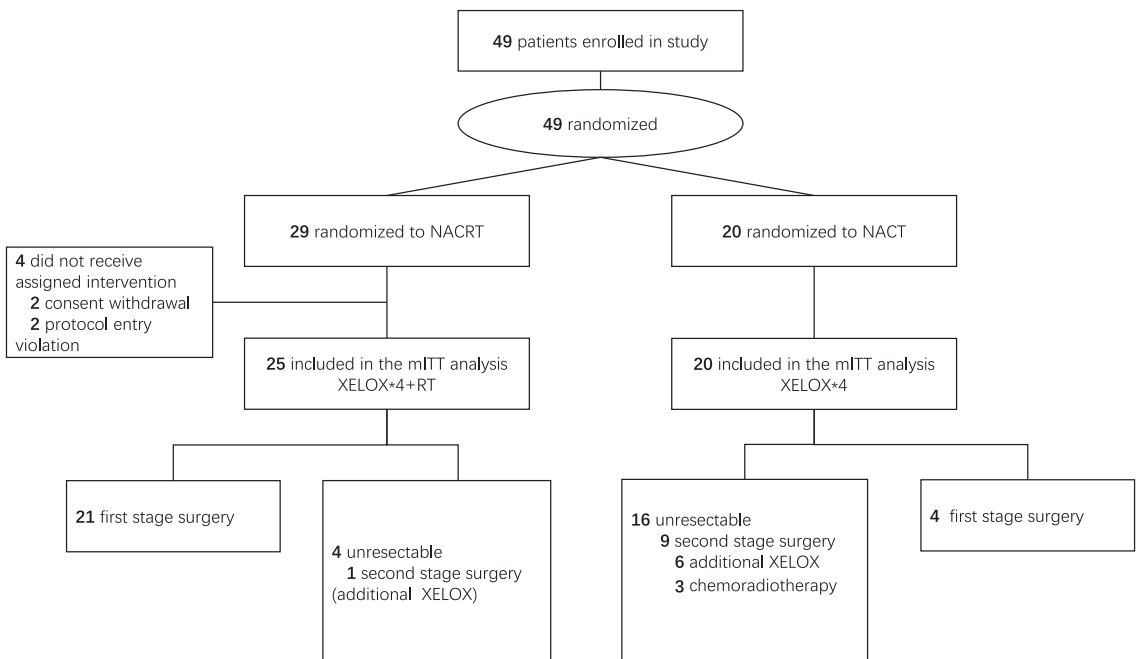 49 patients enrolled in study
49 randomized
29 randomized to NACRT
20 randomized to NACT
4 did not receive
assigned intervention
2 consent withdrawal
2 protocol entry
violation
25 included in the mITT analysis
XELOX*4+RT
20 included in the mITT analysis
XELOX*4
21 first stage surgery
4 unresectable
1 second stage surgery
(additional XELOX)
16 unresectable
9 second stage surgery
6 additional XELOX
3 chemoradiotherapy
4 first stage surgery